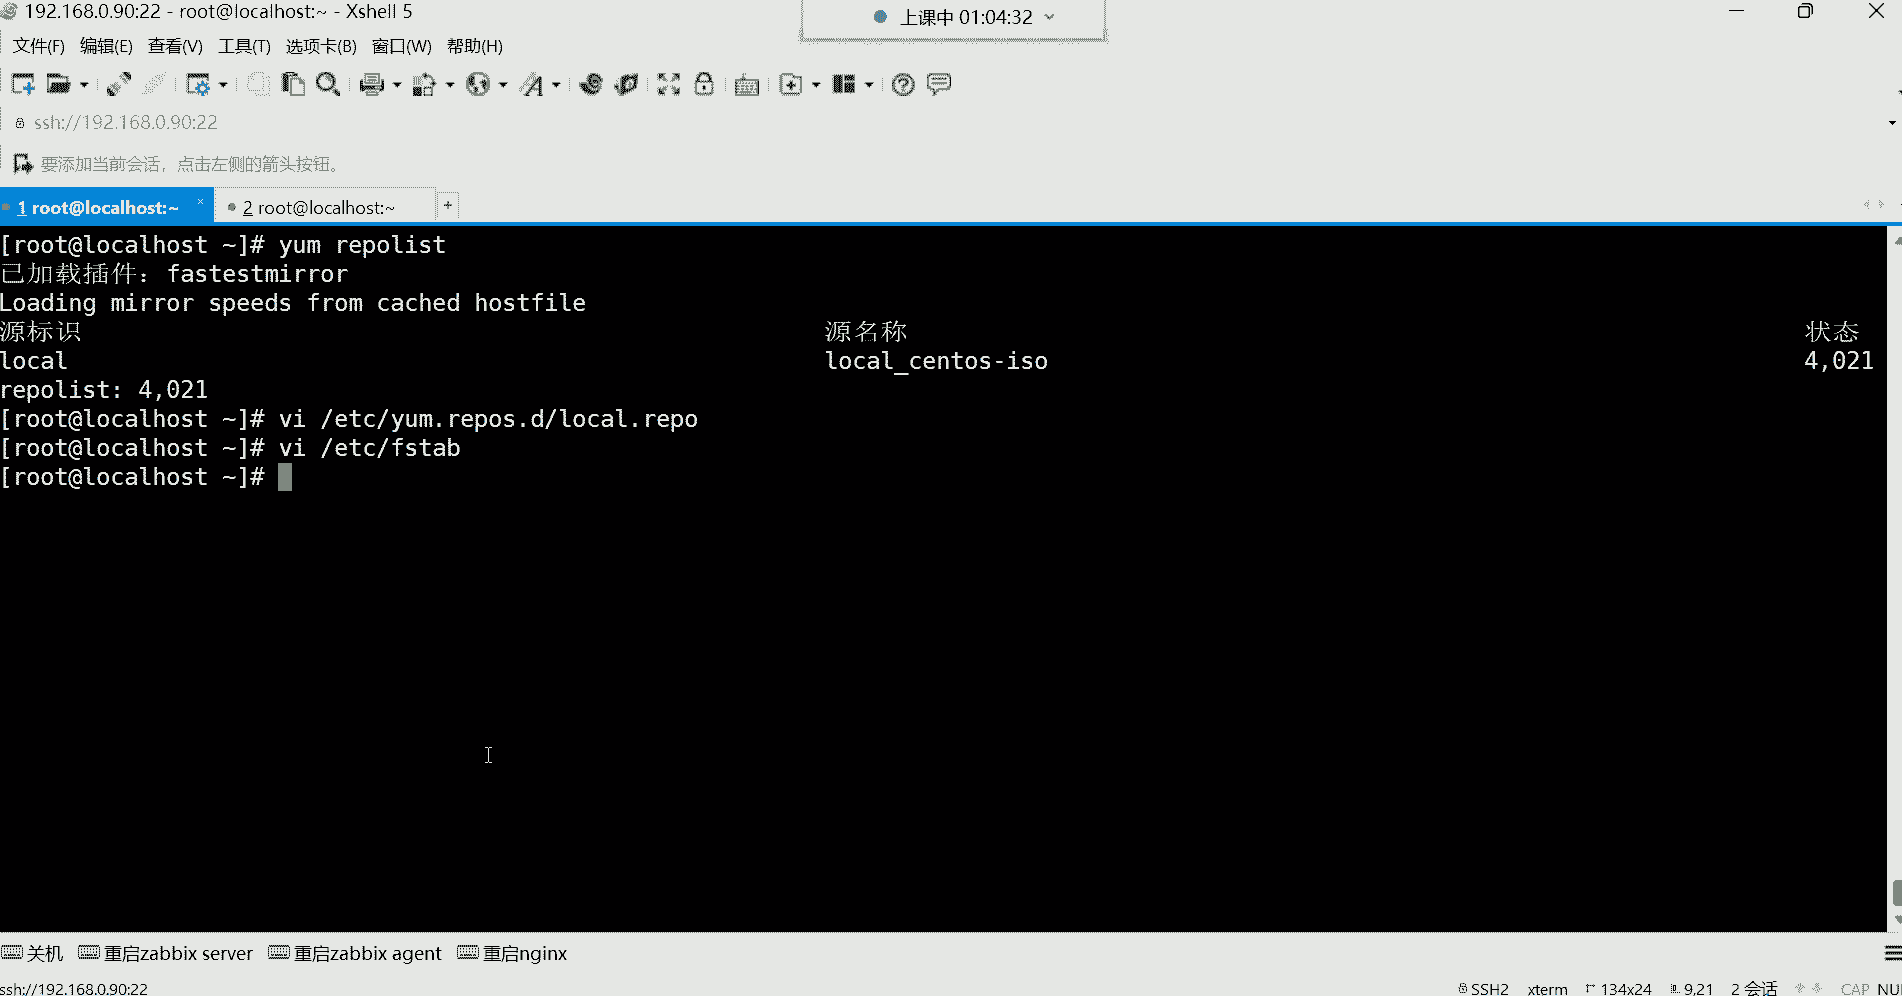 192.168.0.90:22 - root@localhost:~ - Xshell 5
上课中 01:04:32
文件(F) 编辑(E) 查看(V) 工具(T) 选项卡(B) 窗口(W) 帮助(H)
ssh://192.168.0.90:22
要添加当前会话，点击左侧的箭头按钮。
1 root@localhost:~ × 2 root@localhost:~ +
[root@localhost ~]# yum repolist
已加载插件：fastestmirror
Loading mirror speeds from cached hostfile
源标识 源名称 状态
local local_centos-iso 4,021
repolist: 4,021
[root@localhost ~]# vi /etc/yum.repos.d/local.repo
[root@localhost ~]# vi /etc/fstab
[root@localhost ~]#
关机 重启zabbix server 重启zabbix agent 重启nginx
ssh://192.168.0.90:22 SSH2 xterm 134x24 9,21 2 会话 CAP NU